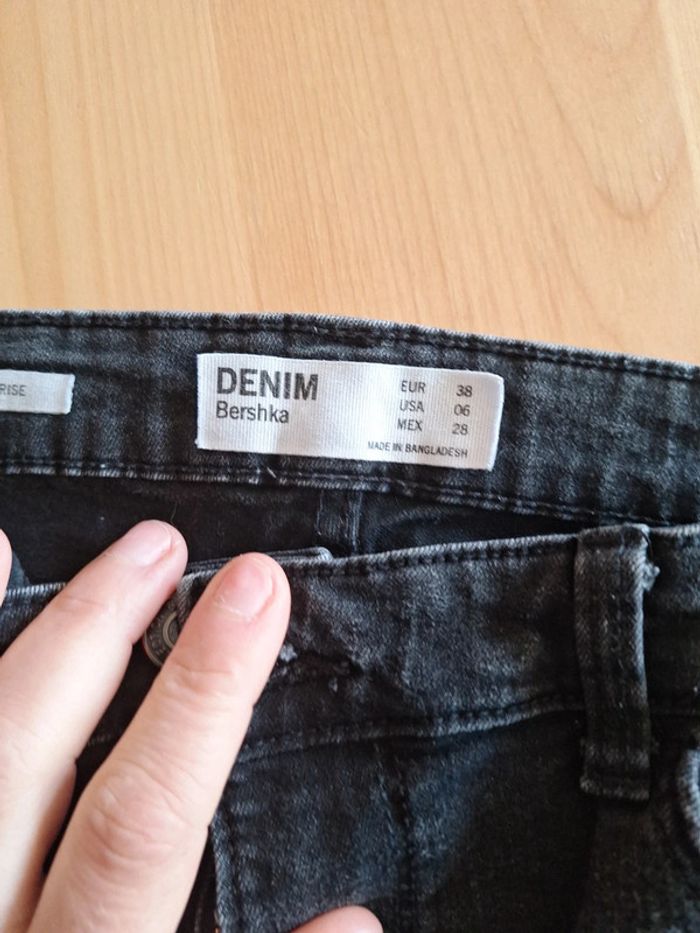 RISE
DENIM
Bershka
EUR 38
USA 06
MEX 28
MADE IN BANGLADESH